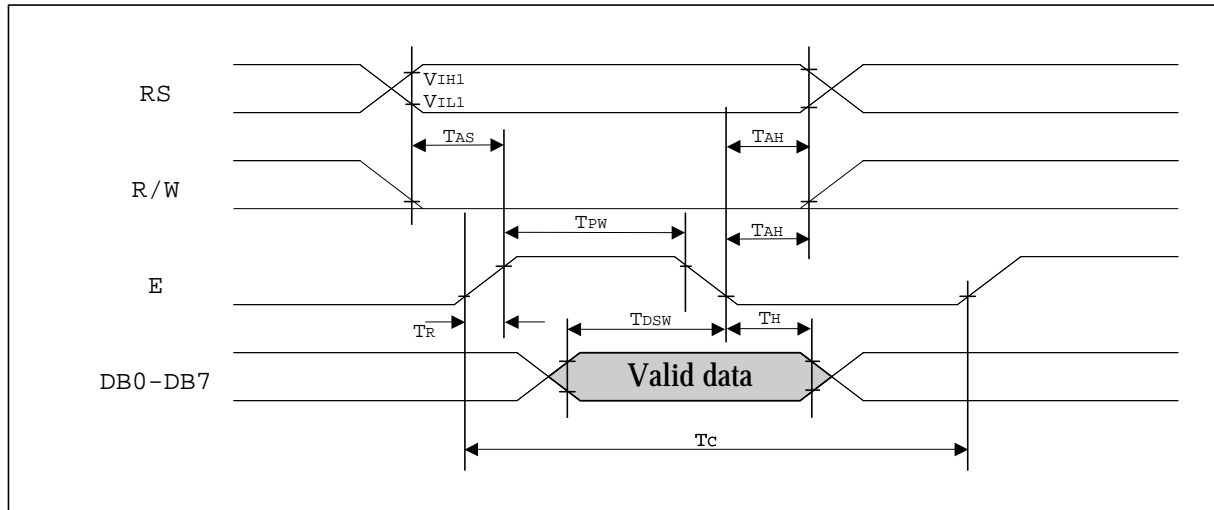 RS
VIH1
VIL1
TAS
TAH
R/W
TPW
TAH
E
TR
TDSW
TH
DB0-DB7
Valid data
TC